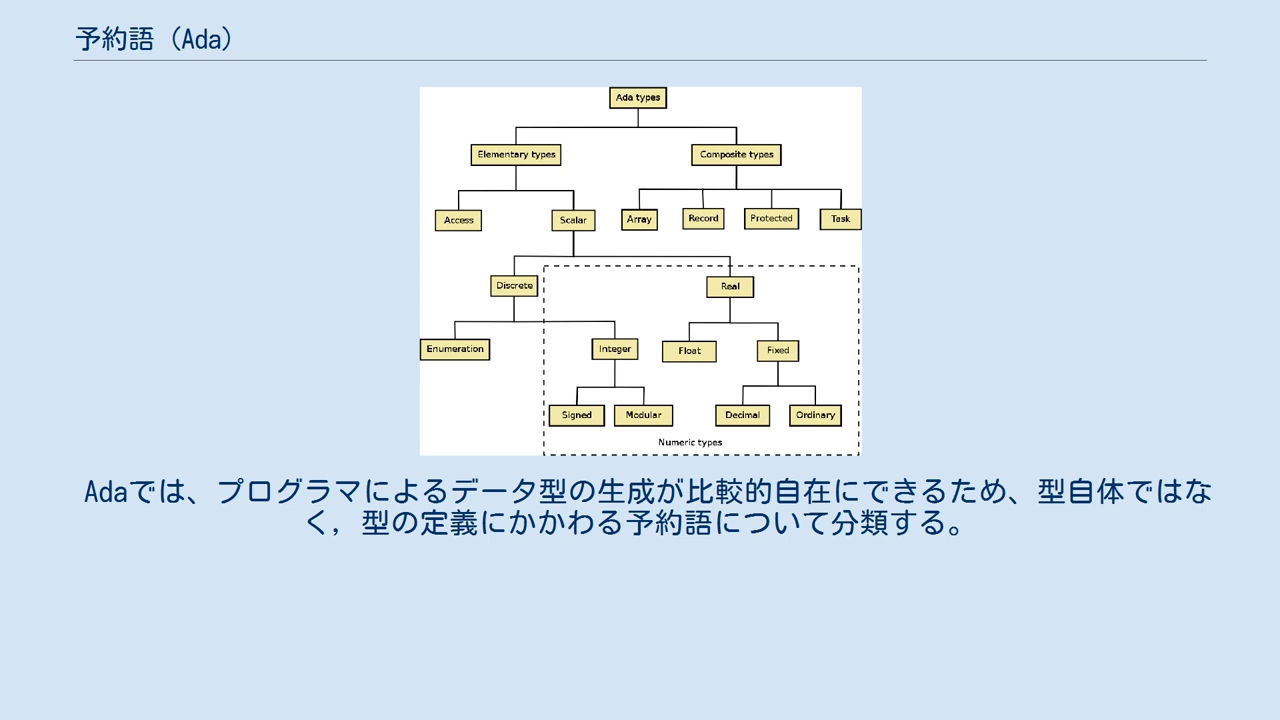 予約語（Ada）
Ada types
Elementary types
Composite types
Access
Scalar
Array
Record
Protected
Task
Discrete
Real
Enumeration
Integer
Float
Fixed
Signed
Modular
Decimal
Ordinary
Numeric types
Adaでは、プログラマによるデータ型の生成が比較的自在にできるため、型自体ではな
く，型の定義にかかわる予約語について分類する。